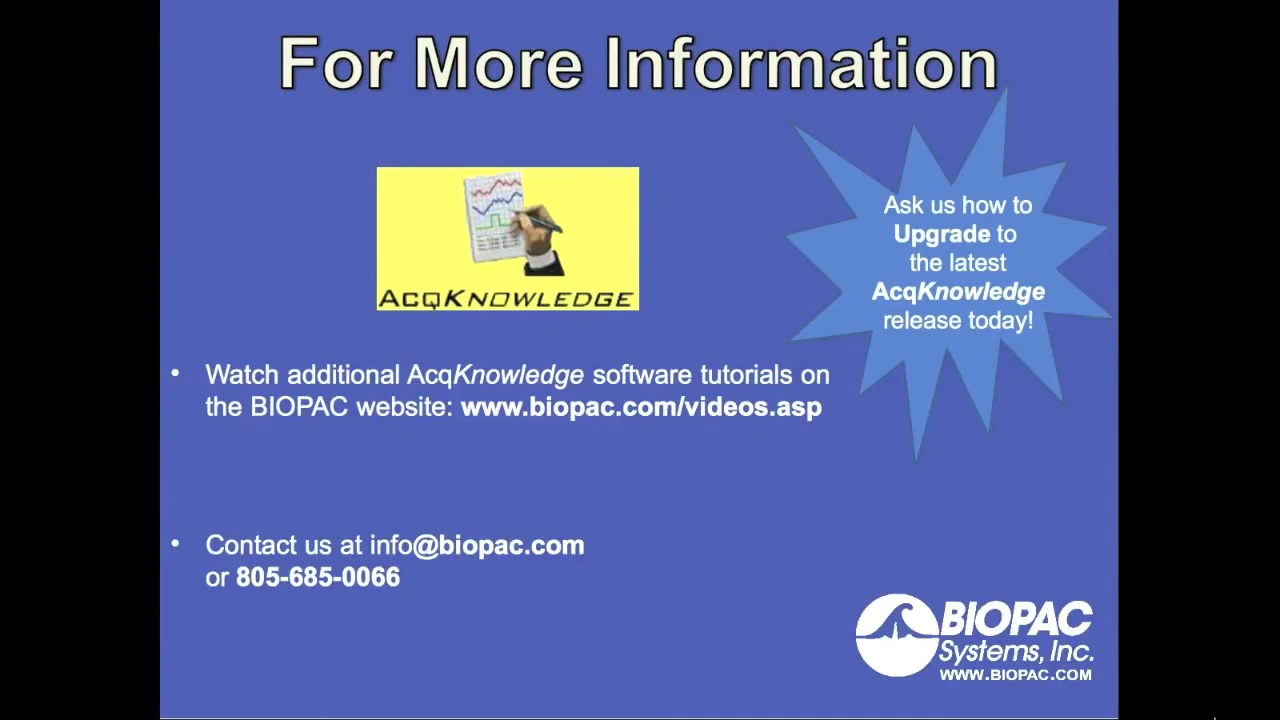 For More Information
ACQKNOWLEDGE
Ask us how to
Upgrade to
the latest
AcqKnowledge
release today!
• Watch additional AcqKnowledge software tutorials on
the BIOPAC website: www.biopac.com/videos.asp
• Contact us at info@biopac.com
or 805-685-0066
BIOPAC
Systems, Inc.
WWW.BIOPAC.COM